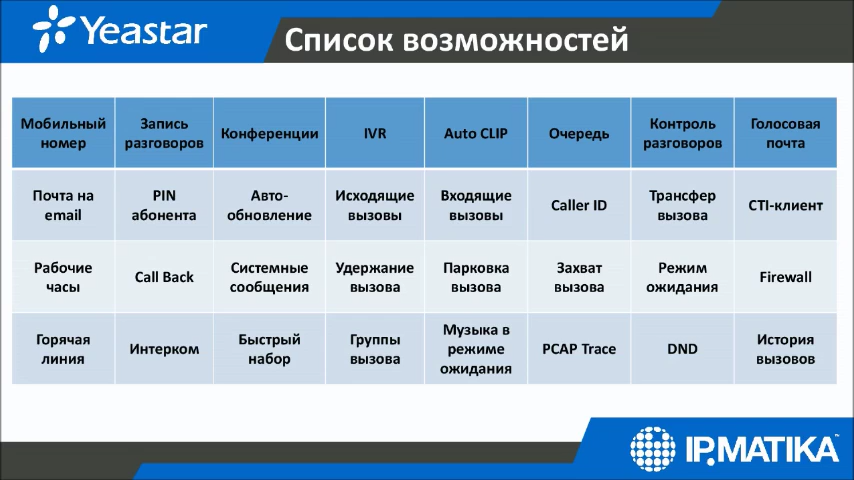 Yeastar
Список возможностей
Мобильный номер
Запись разговоров
Конференции
IVR
Auto CLIP
Очередь
Контроль разговоров
Голосовая почта
Почта на email
PIN абонента
Авто-обновление
Исходящие вызовы
Входящие вызовы
Caller ID
Трансфер вызова
CTI-клиент
Рабочие часы
Call Back
Системные сообщения
Удержание вызова
Парковка вызова
Захват вызова
Режим ожидания
Firewall
Горячая линия
Интерком
Быстрый набор
Группы вызова
Музыка в режиме ожидания
PCAP Trace
DND
История вызовов
IP.MATIKA™